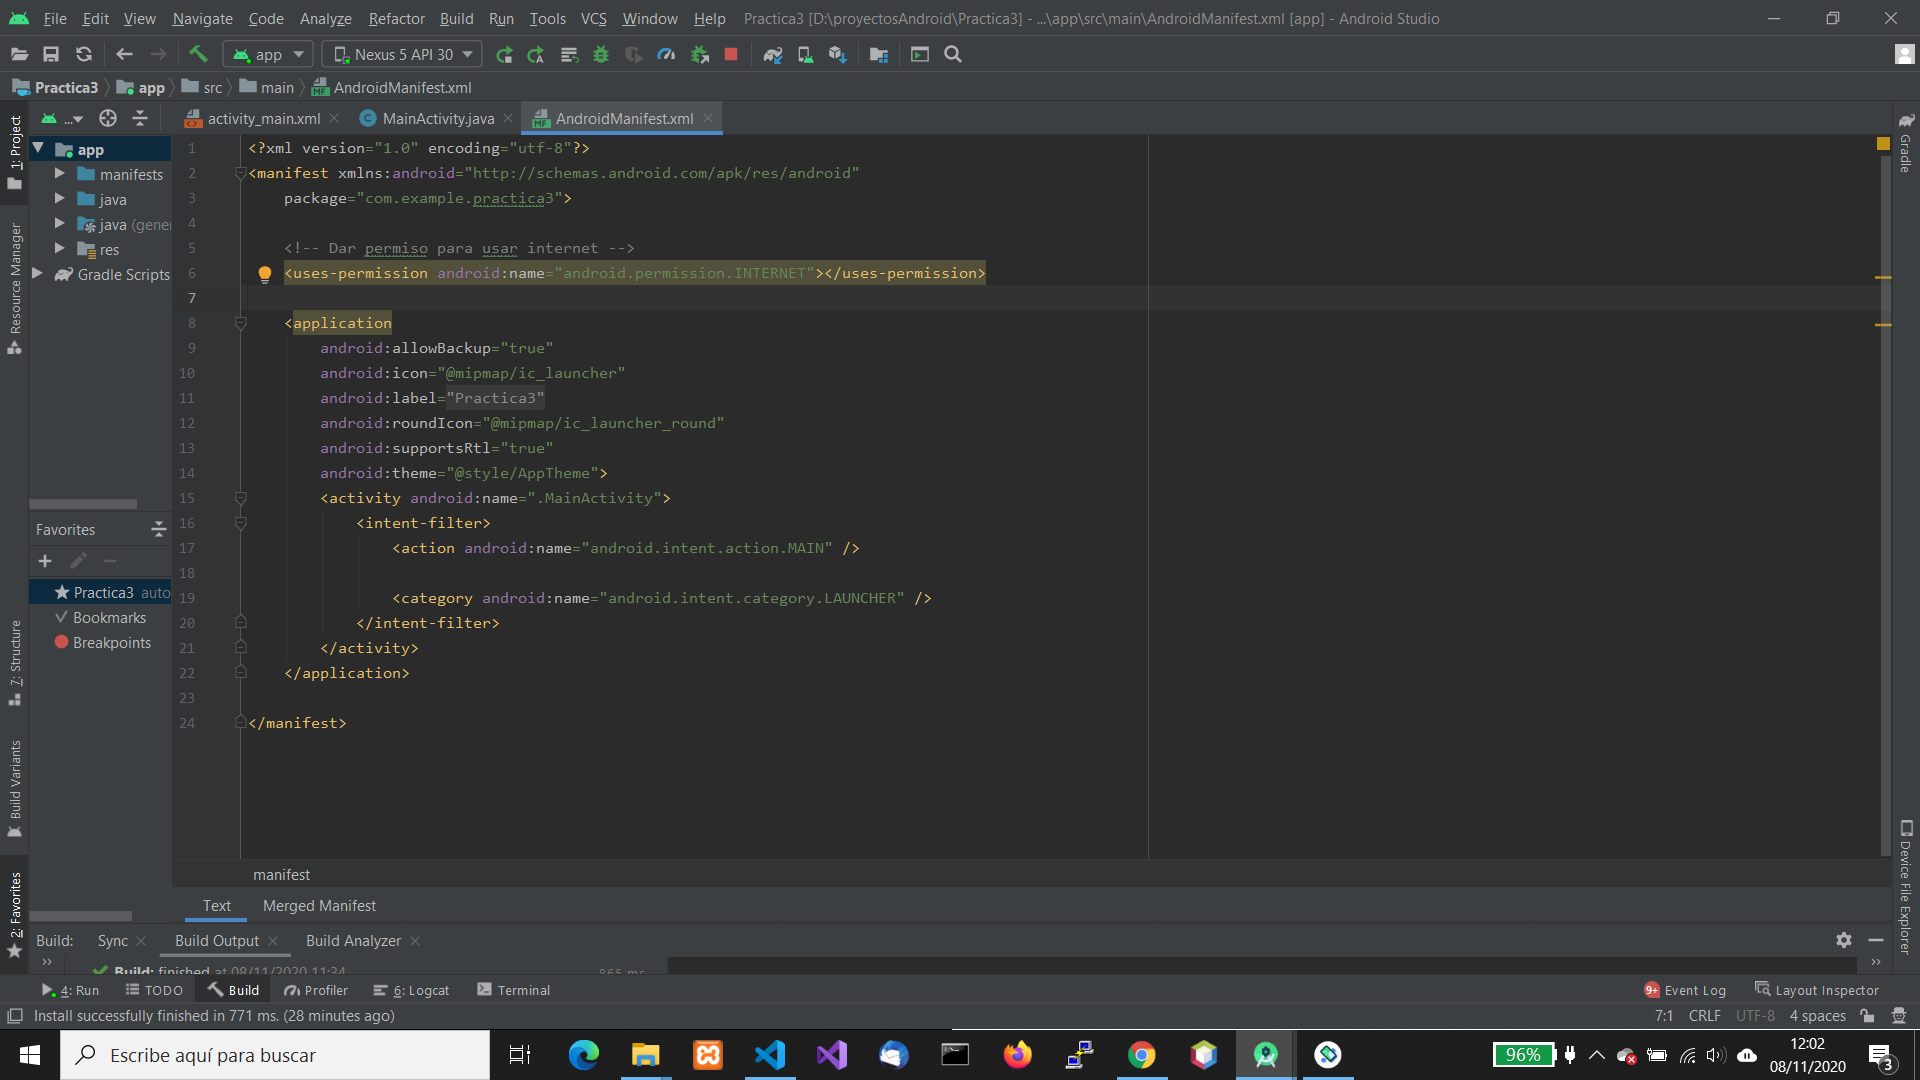 File Edit View Navigate Code Analyze Refactor Build Run Tools VCS Window Help Practica3 [D:\proyectosAndroid\Practica3] - ...\app\src\main\AndroidManifest.xml [app] - Android Studio
app Nexus 5 API 30
Practica3 app src main AndroidManifest.xml
... activity_main.xml MainActivity.java AndroidManifest.xml
1: Project
Resource Manager
7: Structure
Build Variants
2: Favorites
app
manifests
java
java (gene
res
Gradle Scripts
Favorites
Practica3 auto
Bookmarks
Breakpoints
1 <?xml version="1.0" encoding="utf-8"?>
2 <manifest xmlns:android="http://schemas.android.com/apk/res/android"
3 package="com.example.practica3">
4
5 <!-- Dar permiso para usar internet -->
6 <uses-permission android:name="android.permission.INTERNET"></uses-permission>
7
8 <application
9 android:allowBackup="true"
10 android:icon="@mipmap/ic_launcher"
11 android:label="Practica3"
12 android:roundIcon="@mipmap/ic_launcher_round"
13 android:supportsRtl="true"
14 android:theme="@style/AppTheme">
15 <activity android:name=".MainActivity">
16 <intent-filter>
17 <action android:name="android.intent.action.MAIN" />
18
19 <category android:name="android.intent.category.LAUNCHER" />
20 </intent-filter>
21 </activity>
22 </application>
23
24 </manifest>
Gradle
Device File Explorer
manifest
Text Merged Manifest
Build: Sync Build Output Build Analyzer
Build: finished at 08/11/2020 11:34 865 ms
4: Run TODO Build Profiler 6: Logcat Terminal 9+ Event Log Layout Inspector
Install successfully finished in 771 ms. (28 minutes ago) 7:1 CRLF UTF-8 4 spaces
Escribe aquí para buscar 96% 12:02
08/11/2020 3